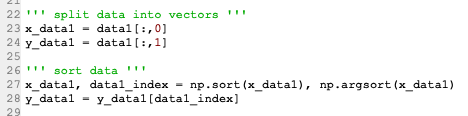 21
22 ''' split data into vectors '''
23 x_data1 = data1[:,0]
24 y_data1 = data1[:,1]
25
26 ''' sort data '''
27 x_data1, data1_index = np.sort(x_data1), np.argsort(x_data1)
28 y_data1 = y_data1[data1_index]
29